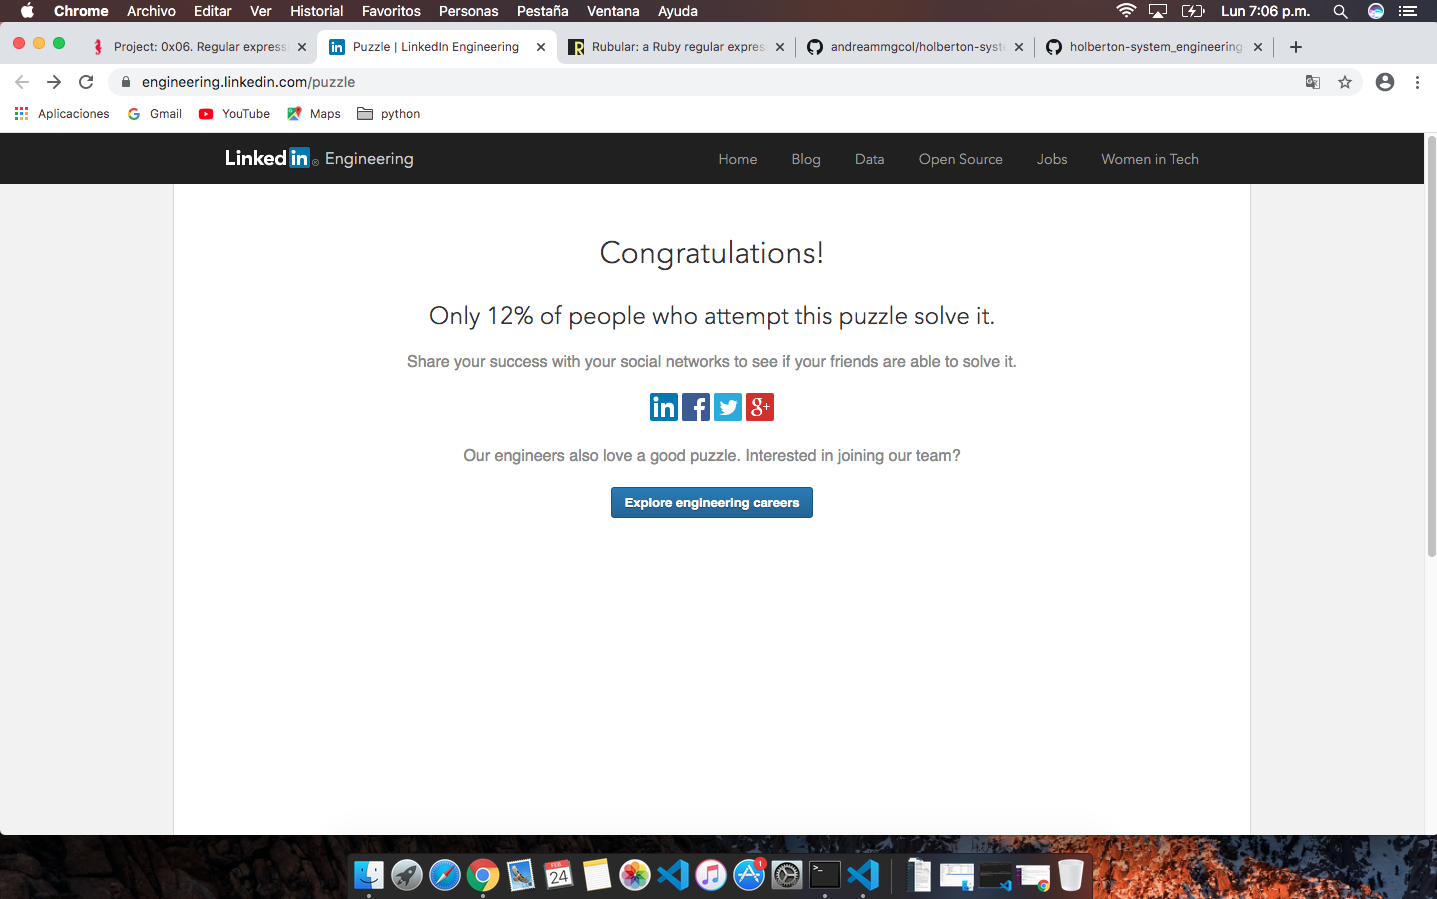 Chrome Archivo Editar Ver Historial Favoritos Personas Pestaña Ventana Ayuda Lun 7:06 p.m.
Project: 0x06. Regular express Puzzle | LinkedIn Engineering Rubular: a Ruby regular expres andreammgcol/holberton-syst holberton-system_engineering
engineering.linkedin.com/puzzle
Aplicaciones Gmail YouTube Maps python
Linked in ® Engineering Home Blog Data Open Source Jobs Women in Tech
Congratulations!
Only 12% of people who attempt this puzzle solve it.
Share your success with your social networks to see if your friends are able to solve it.
in f g+
Our engineers also love a good puzzle. Interested in joining our team?
Explore engineering careers
FEB
24
1